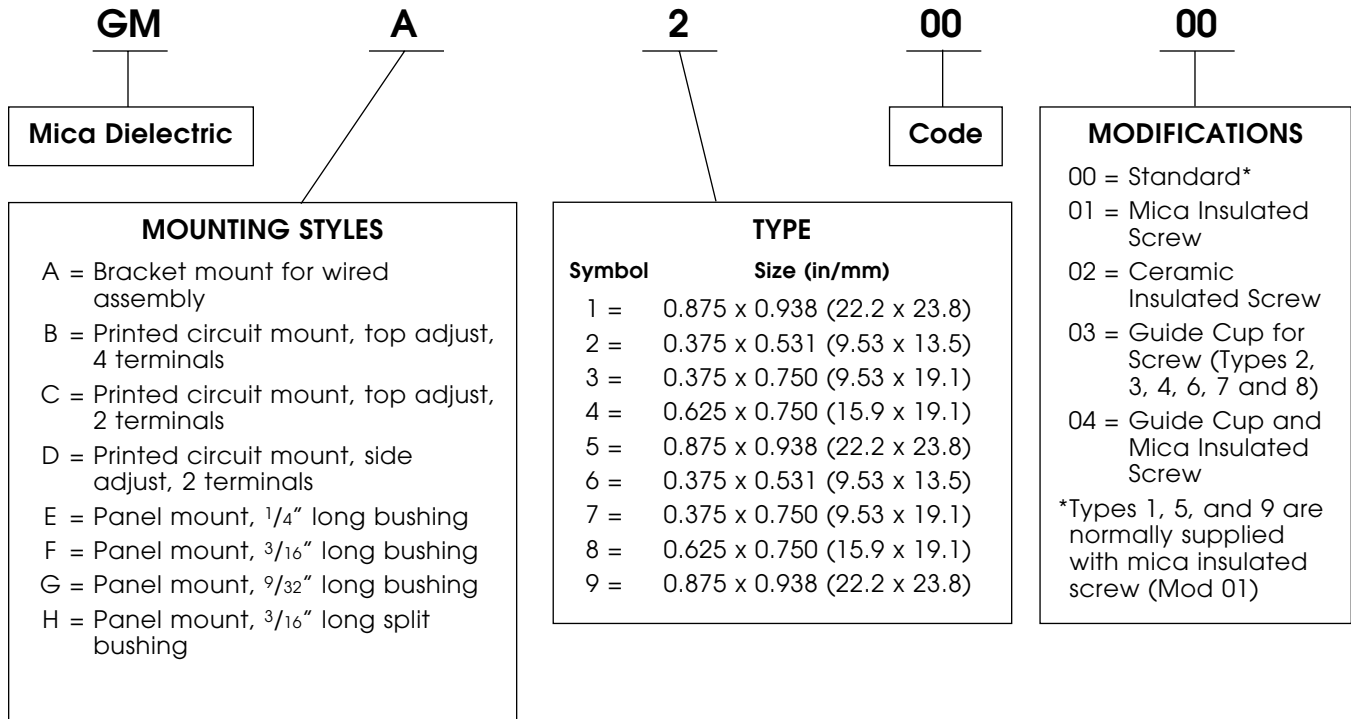 GM A 2 00 00
Mica Dielectric
Code
MOUNTING STYLES
A = Bracket mount for wired
assembly
B = Printed circuit mount, top adjust,
4 terminals
C = Printed circuit mount, top adjust,
2 terminals
D = Printed circuit mount, side
adjust, 2 terminals
E = Panel mount, 1/4" long bushing
F = Panel mount, 3/16" long bushing
G = Panel mount, 9/32" long bushing
H = Panel mount, 3/16" long split
bushing
TYPE
Symbol Size (in/mm)
1 = 0.875 x 0.938 (22.2 x 23.8)
2 = 0.375 x 0.531 (9.53 x 13.5)
3 = 0.375 x 0.750 (9.53 x 19.1)
4 = 0.625 x 0.750 (15.9 x 19.1)
5 = 0.875 x 0.938 (22.2 x 23.8)
6 = 0.375 x 0.531 (9.53 x 13.5)
7 = 0.375 x 0.750 (9.53 x 19.1)
8 = 0.625 x 0.750 (15.9 x 19.1)
9 = 0.875 x 0.938 (22.2 x 23.8)
MODIFICATIONS
00 = Standard*
01 = Mica Insulated
Screw
02 = Ceramic
Insulated Screw
03 = Guide Cup for
Screw (Types 2,
3, 4, 6, 7 and 8)
04 = Guide Cup and
Mica Insulated
Screw
*Types 1, 5, and 9 are
normally supplied
with mica insulated
screw (Mod 01)